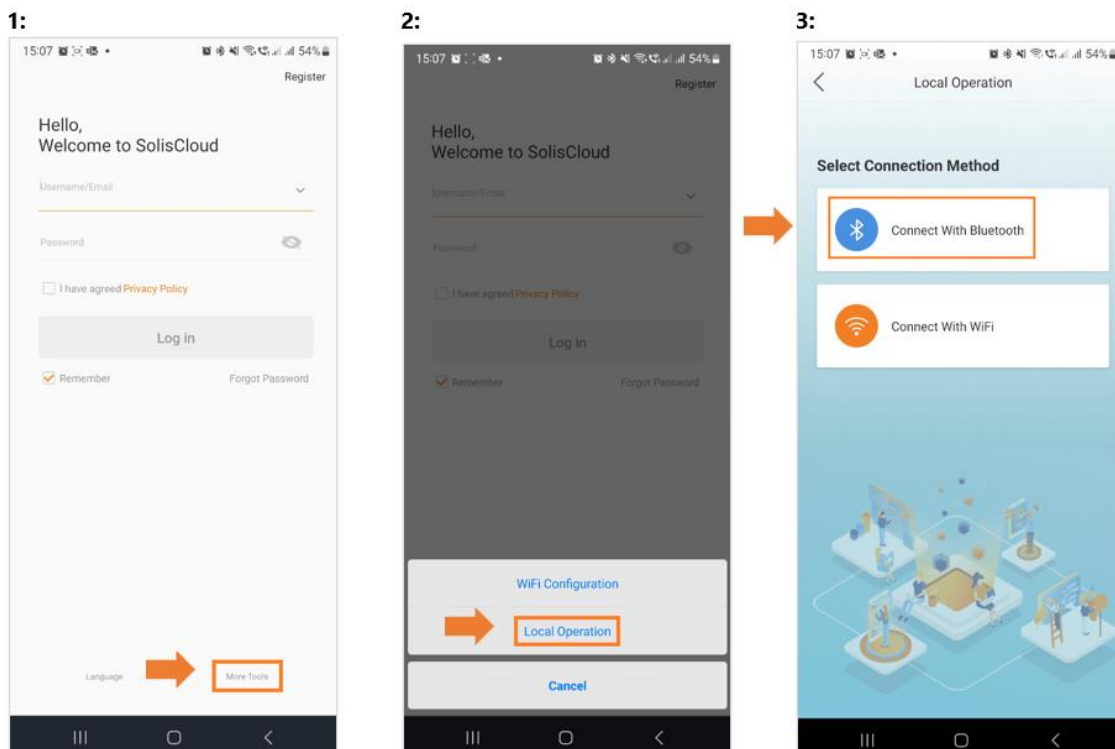 1:
15:07 54%
Register
Hello,
Welcome to SolisCloud
Username/Email
Password
I have agreed Privacy Policy
Log in
Remember Forgot Password
Language More Tools
2:
15:07 54%
Register
Hello,
Welcome to SolisCloud
Username/Email
Password
I have agreed Privacy Policy
Log in
Remember Forgot Password
WiFi Configuration
Local Operation
Cancel
3:
15:07 54%
Local Operation
Select Connection Method
Connect With Bluetooth
Connect With WiFi